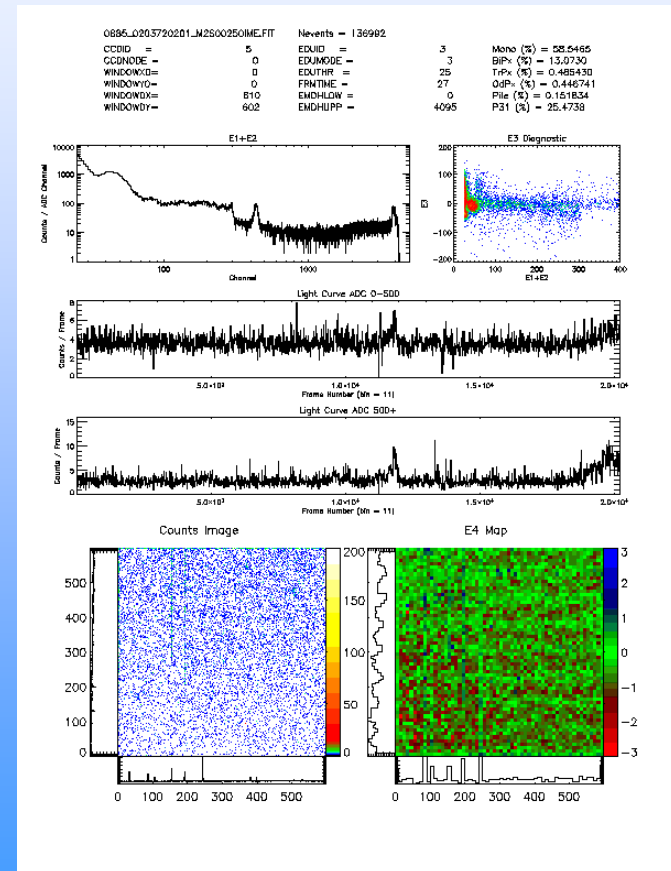 0885_0203720201_M2S00250IME.FIT Nevents = 136992
CCDID = 5 EDUID = 3 Mono (%) = 58.5465
CCDNODE = 0 EDUMODE = 3 BiPx (%) = 13.0730
WINDOWX0= 0 EDUTHR = 25 TrPx (%) = 0.485430
WINDOWY0= 0 FRMTIME = 27 OdPx (%) = 0.446741
WINDOWDX= 610 EMDHLOW = 0 Pile (%) = 0.151834
WINDOWDY= 602 EMDHUPP = 4095 P31 (%) = 25.4738
E1+E2
Counts / ADC Channel
10000
1000
100
10
1
100 1000
Channel
E3 Diagnostic
E3
100
0
-100
-200
0 100 200 300 400
E1+E2
Light Curve ADC 0-500
Counts / Frame
8
6
4
2
0
5.0×10³ 1.0×10⁴ 1.5×10⁴ 2.0×10⁴
Frame Number (bin = 11)
Light Curve ADC 500+
Counts / Frame
15
10
5
0
5.0×10³ 1.0×10⁴ 1.5×10⁴ 2.0×10⁴
Frame Number (bin = 11)
Counts Image
500
400
300
200
100
0
0 100 200 300 400 500
200
150
100
50
0
E4 Map
3
2
1
0
-1
-2
-3
0 100 200 300 400 500